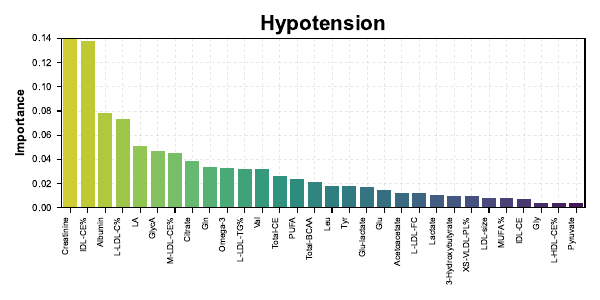 Hypotension
Importance
0.14
0.12
0.10
0.08
0.06
0.04
0.02
0.00
Creatinine
IDL-CE%
Albumin
L-LDL-C%
LA
GlycA
M-LDL-CE%
Citrate
Gln
Omega-3
L-LDL-TG%
Val
Total-CE
PUFA
Total-BCAA
Leu
Tyr
Glu-lactate
Glu
Acetoacetate
L-LDL-FC
Lactate
3-Hydroxybutyrate
XS-VLDL-PL%
LDL-size
MUFA%
IDL-CE
Gly
L-HDL-CE%
Pyruvate